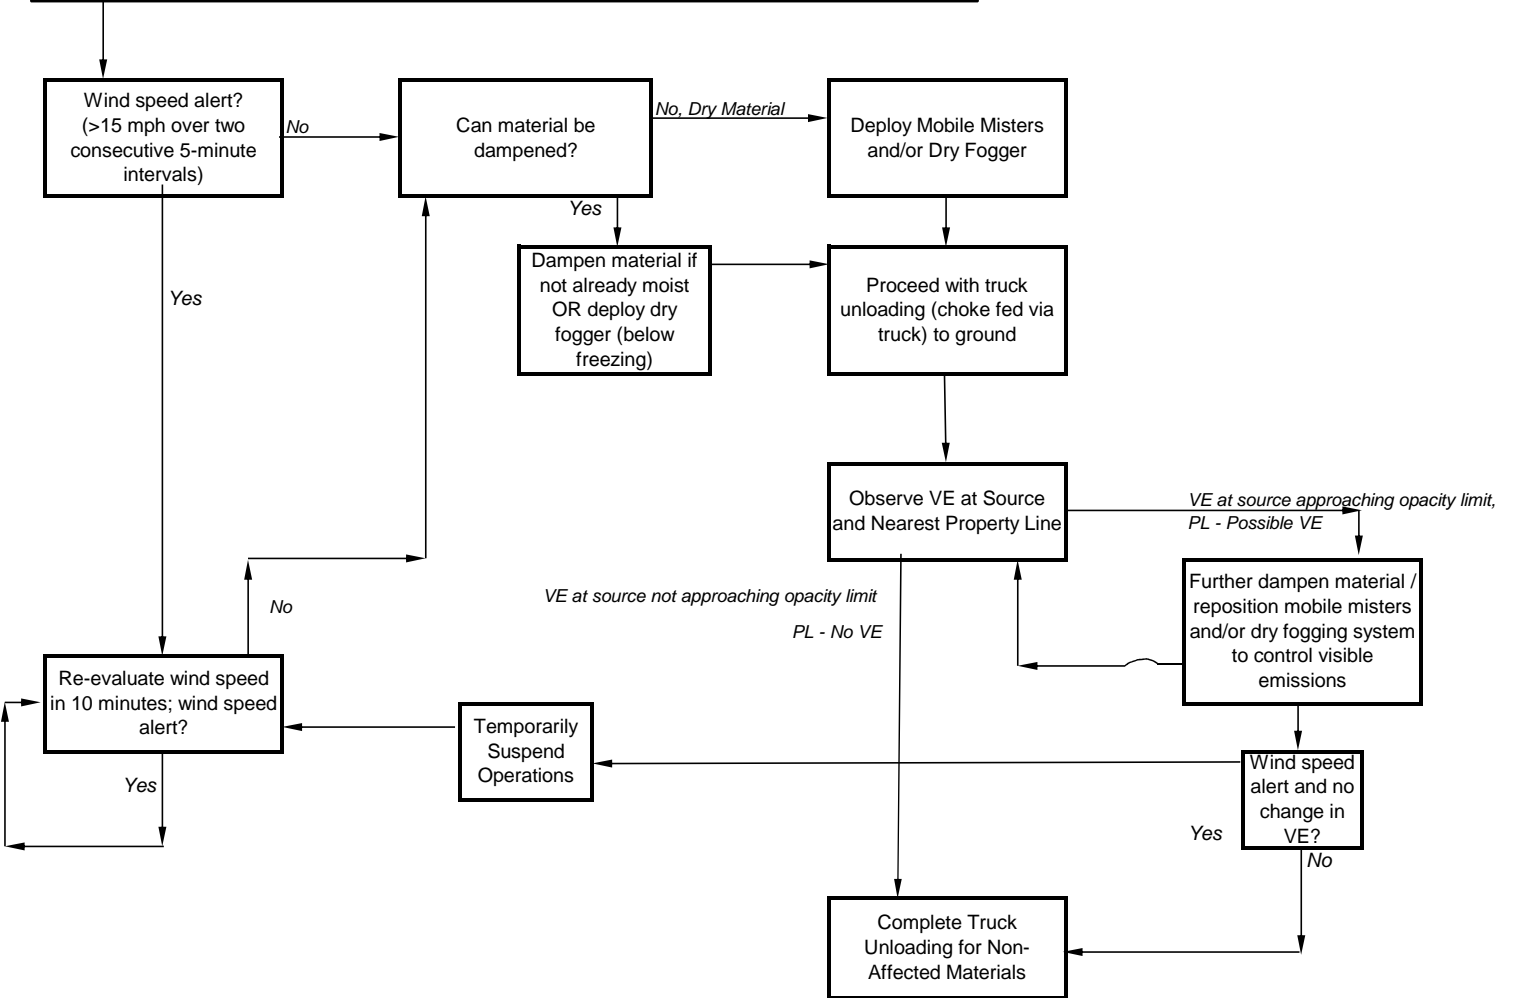 Wind speed alert?
(>15 mph over two
consecutive 5-minute
intervals)
No
Can material be
dampened?
No, Dry Material
Deploy Mobile Misters
and/or Dry Fogger
Yes
Dampen material if
not already moist
OR deploy dry
fogger (below
freezing)
Proceed with truck
unloading (choke fed via
truck) to ground
Yes
Observe VE at Source
and Nearest Property Line
VE at source approaching opacity limit,
PL - Possible VE
Further dampen material /
reposition mobile misters
and/or dry fogging system
to control visible
emissions
VE at source not approaching opacity limit
PL - No VE
No
Re-evaluate wind speed
in 10 minutes; wind speed
alert?
Yes
Temporarily
Suspend
Operations
Wind speed
alert and no
change in
VE?
Yes
No
Complete Truck
Unloading for Non-
Affected Materials